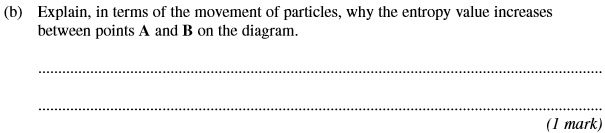 (b) Explain, in terms of the movement of particles, why the entropy value increases
between points A and B on the diagram.
................................................................................................................................................
................................................................................................................................................
(1 mark)